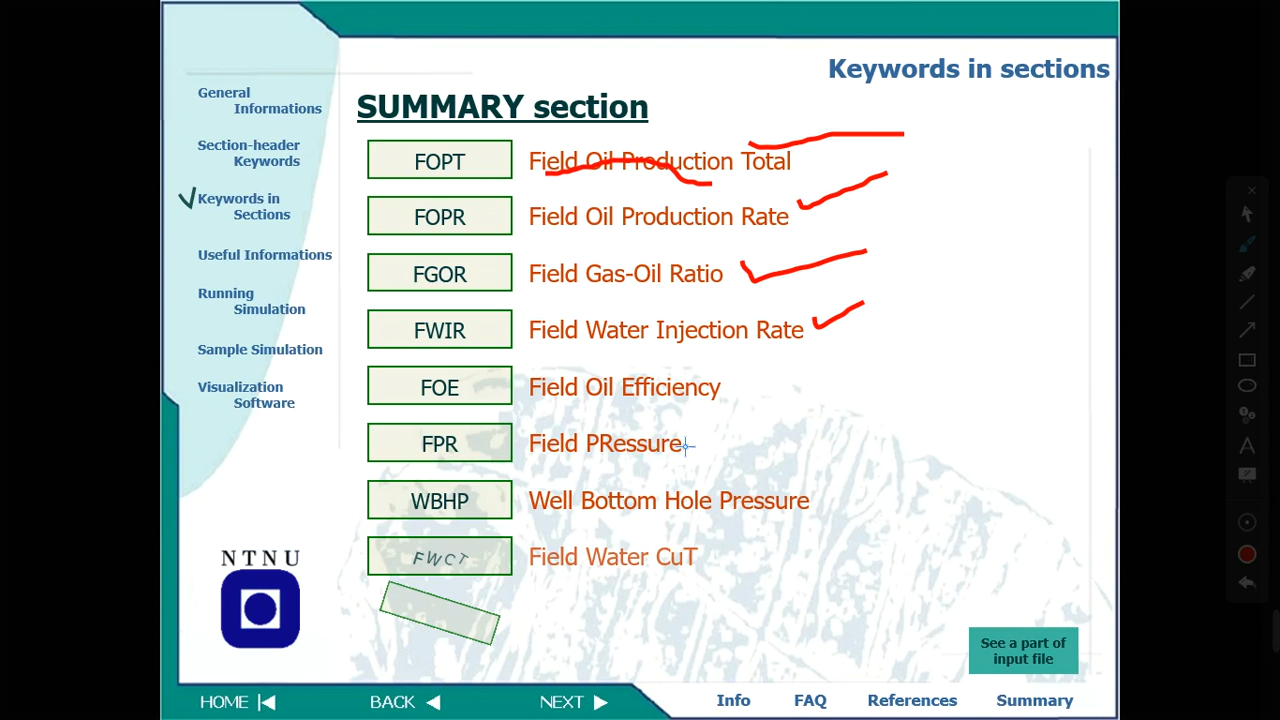 Keywords in sections
General
Informations
Section-header
Keywords
Keywords in
Sections
Useful Informations
Running
Simulation
Sample Simulation
Visualization
Software
SUMMARY section
FOPT Field Oil Production Total
FOPR Field Oil Production Rate
FGOR Field Gas-Oil Ratio
FWIR Field Water Injection Rate
FOE Field Oil Efficiency
FPR Field PRessure
WBHP Well Bottom Hole Pressure
FWCT Field Water CuT
NTNU
See a part of
input file
HOME BACK NEXT Info FAQ References Summary